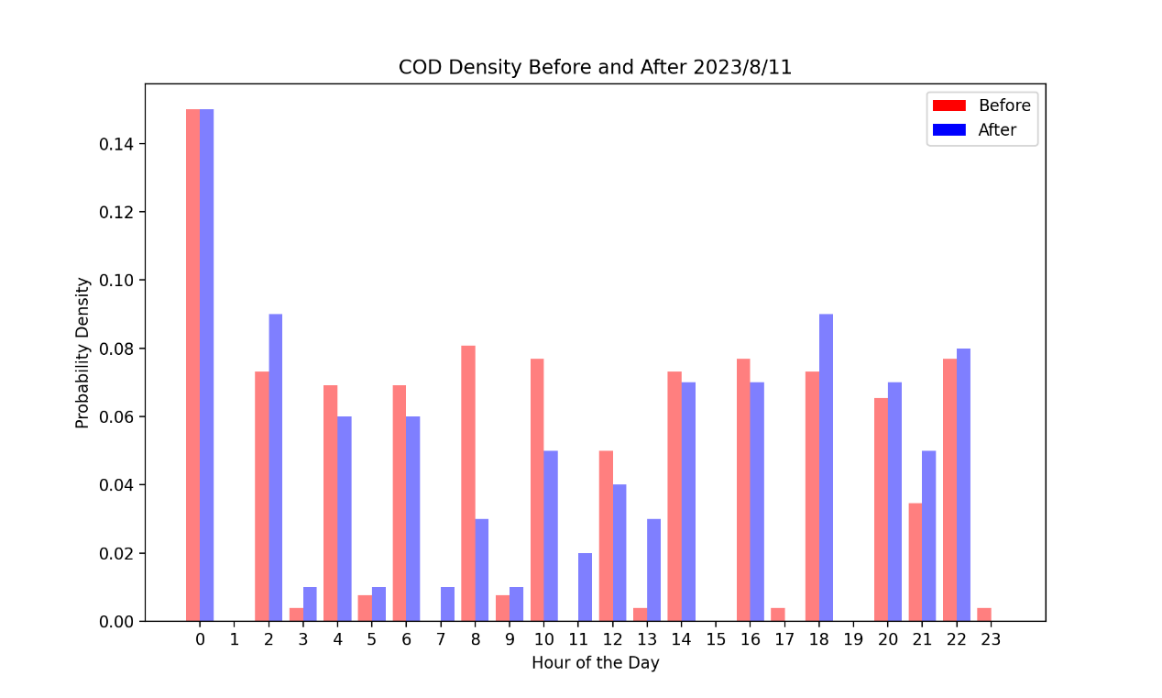 COD Density Before and After 2023/8/11
Before
After
0.14
0.12
0.10
0.08
0.06
0.04
0.02
0.00
Probability Density
0 1 2 3 4 5 6 7 8 9 10 11 12 13 14 15 16 17 18 19 20 21 22 23
Hour of the Day